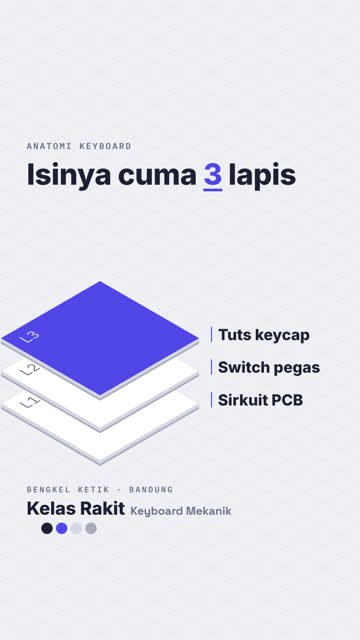 ANATOMI KEYBOARD
Isinya cuma 3 lapis
L3
Tuts keycap
L2
Switch pegas
L1
Sirkuit PCB
BENGKEL KETIK · BANDUNG
Kelas Rakit Keyboard Mekanik